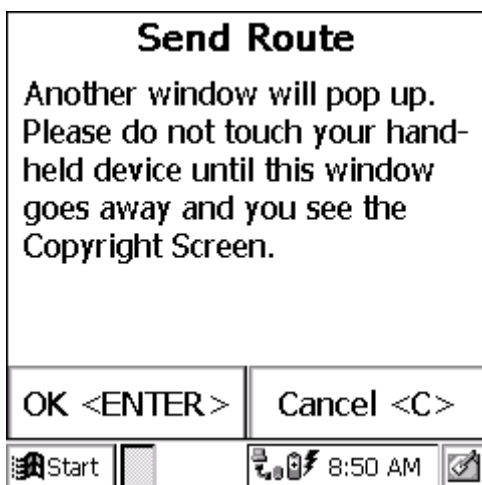 Send Route
Another window will pop up.
Please do not touch your hand-
held device until this window
goes away and you see the
Copyright Screen.
OK <ENTER> Cancel <C>
Start 8:50 AM